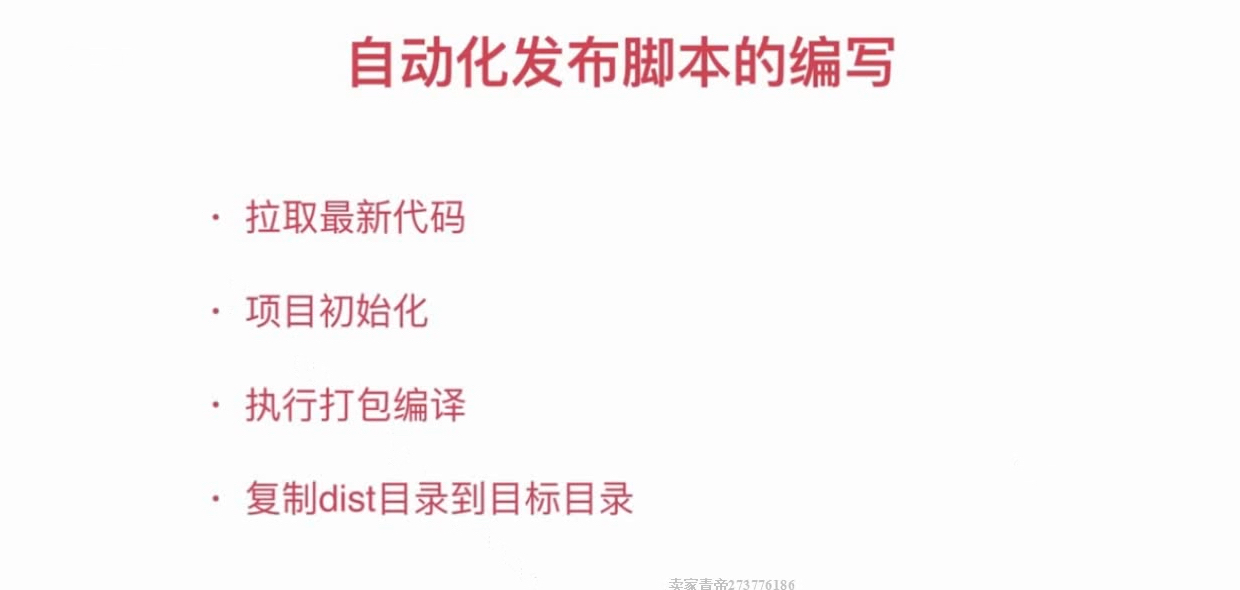 自动化发布脚本的编写
· 拉取最新代码
· 项目初始化
· 执行打包编译
· 复制dist目录到目标目录
卖家青帝273776186